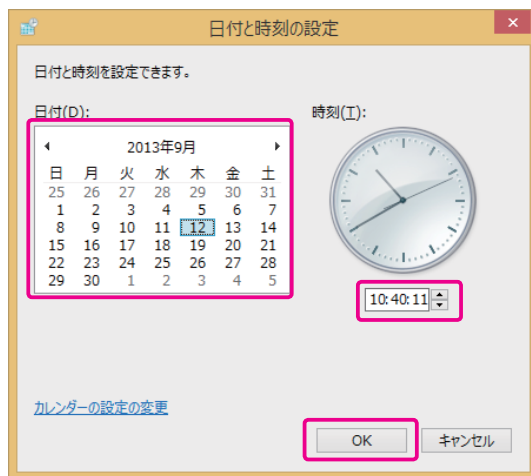 日付と時刻の設定
日付と時刻を設定できます。
日付(D):
2013年9月
日 月 火 水 木 金 土
25 26 27 28 29 30 31
1 2 3 4 5 6 7
8 9 10 11 12 13 14
15 16 17 18 19 20 21
22 23 24 25 26 27 28
29 30 1 2 3 4 5
時刻(T):
10:40:11
カレンダーの設定の変更
OK キャンセル